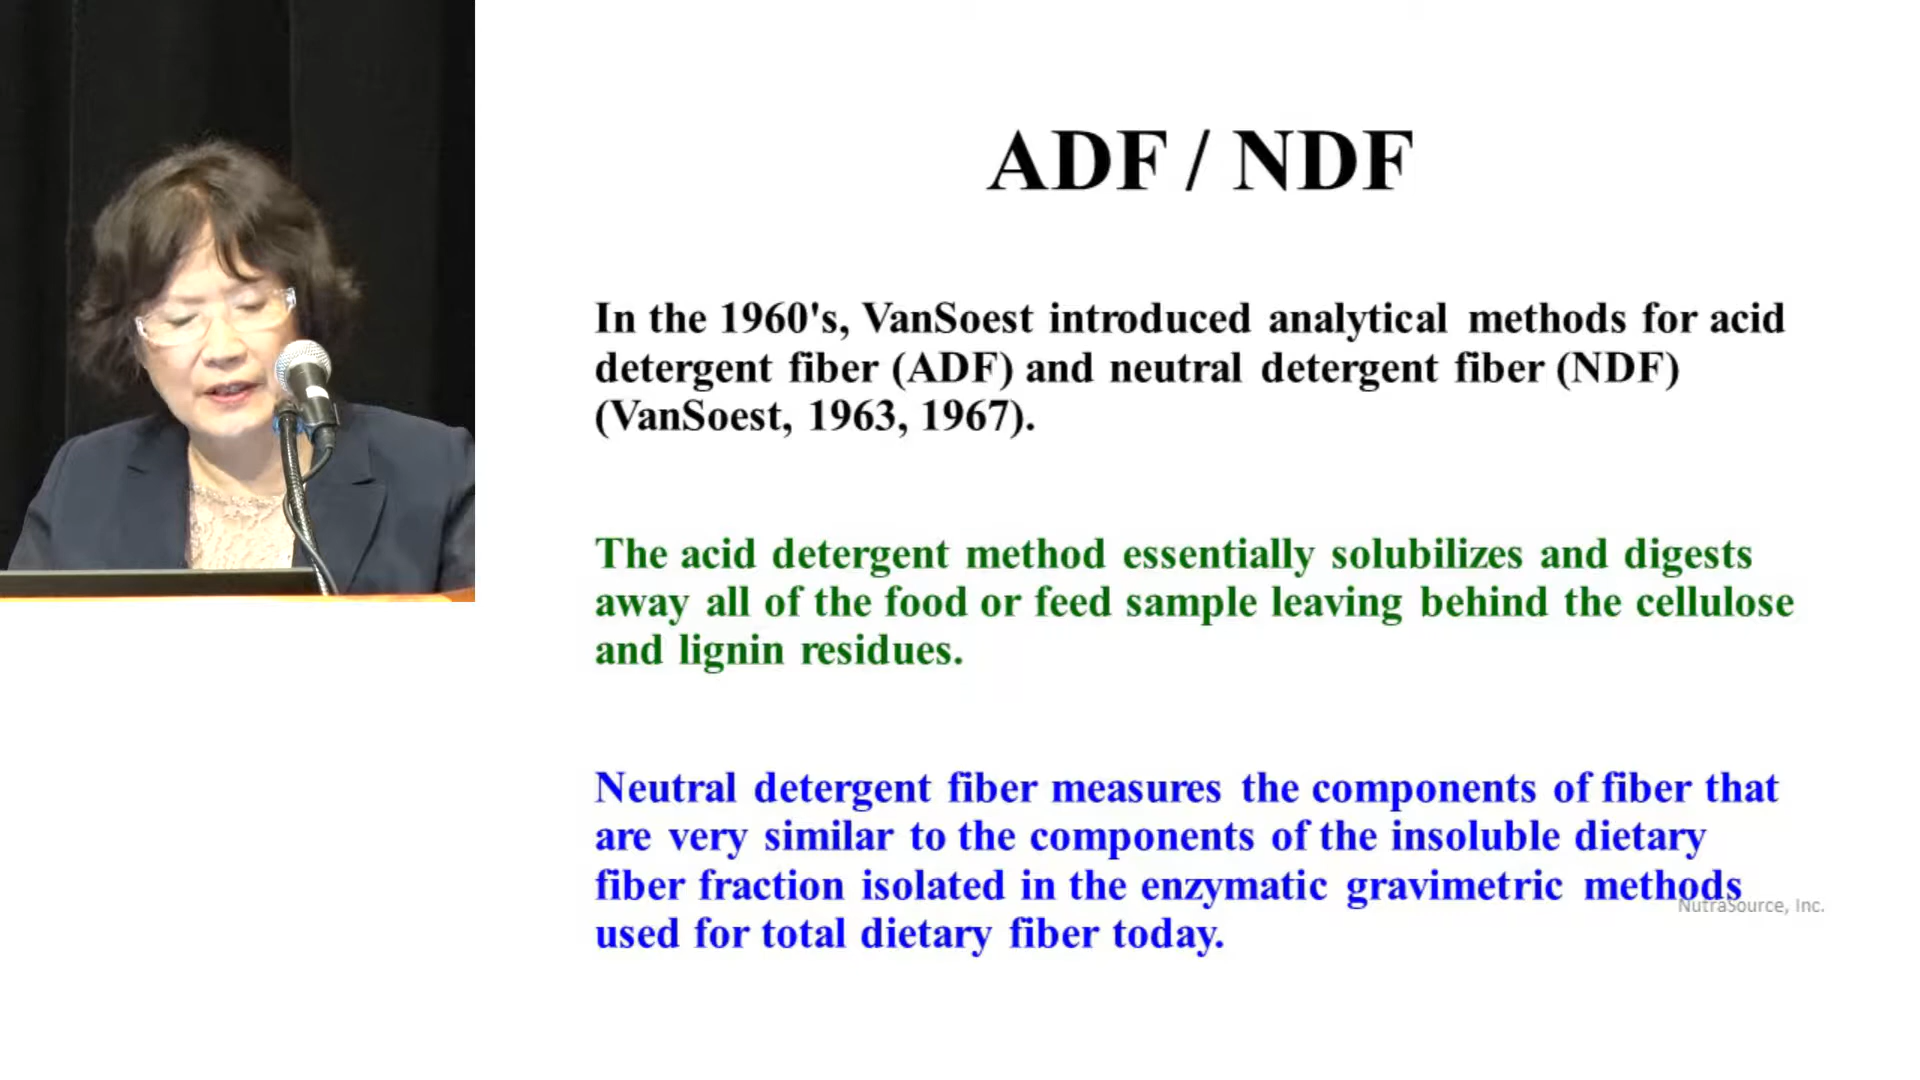 ADF / NDF
In the 1960's, VanSoest introduced analytical methods for acid
detergent fiber (ADF) and neutral detergent fiber (NDF)
(VanSoest, 1963, 1967).
The acid detergent method essentially solubilizes and digests
away all of the food or feed sample leaving behind the cellulose
and lignin residues.
Neutral detergent fiber measures the components of fiber that
are very similar to the components of the insoluble dietary
fiber fraction isolated in the enzymatic gravimetric methods
used for total dietary fiber today.
NutraSource, Inc.